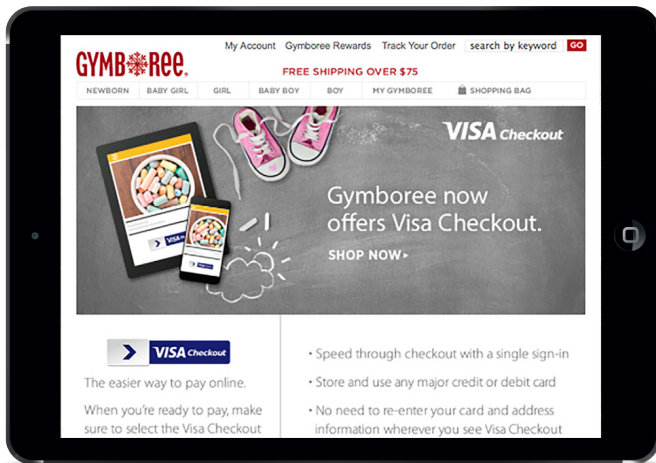 My Account Gymboree Rewards Track Your Order search by keyword GO
GYMBOREE
FREE SHIPPING OVER $75
NEWBORN BABY GIRL GIRL BABY BOY BOY MY GYMBOREE SHOPPING BAG
VISA Checkout
Gymboree now
offers Visa Checkout.
SHOP NOW
VISA Checkout
The easier way to pay online.
When you're ready to pay, make
sure to select the Visa Checkout
• Speed through checkout with a single sign-in
• Store and use any major credit or debit card
• No need to re-enter your card and address
information wherever you see Visa Checkout